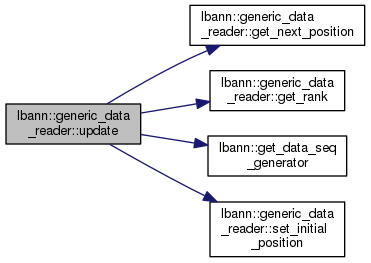 lbann::generic_data
_reader::update
lbann::generic_data
_reader::get_next_position
lbann::generic_data
_reader::get_rank
lbann::get_data_seq
_generator
lbann::generic_data
_reader::set_initial
_position